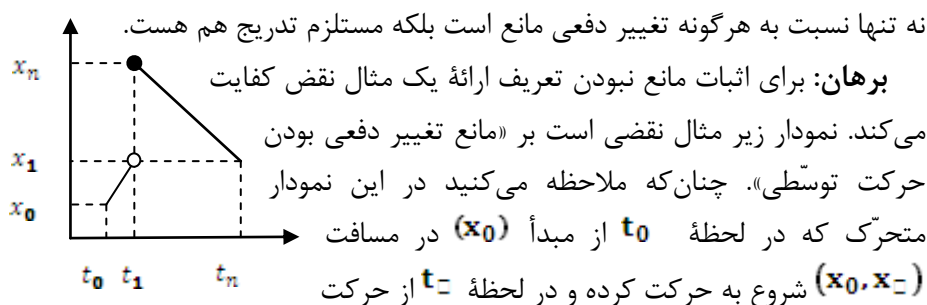 نه تنها نسبت به هرگونه تغییر دفعی مانع است بلکه مستلزم تدریج هم هست.
برهان: برای اثبات مانع نبودن تعریف ارائهٔ یک مثال نقض کفایت
می‌کند. نمودار زیر مثال نقضی است بر «مانع تغییر دفعی بودن
حرکت توسّطی». چنان‌که ملاحظه می‌کنید در این نمودار
متحرّک که در لحظهٔ t₀ از مبدأ (x₀) در مسافت
(x₀, x□) شروع به حرکت کرده و در لحظهٔ t□ از حرکت
xₙ
x₁
x₀
t₀ t₁ tₙ